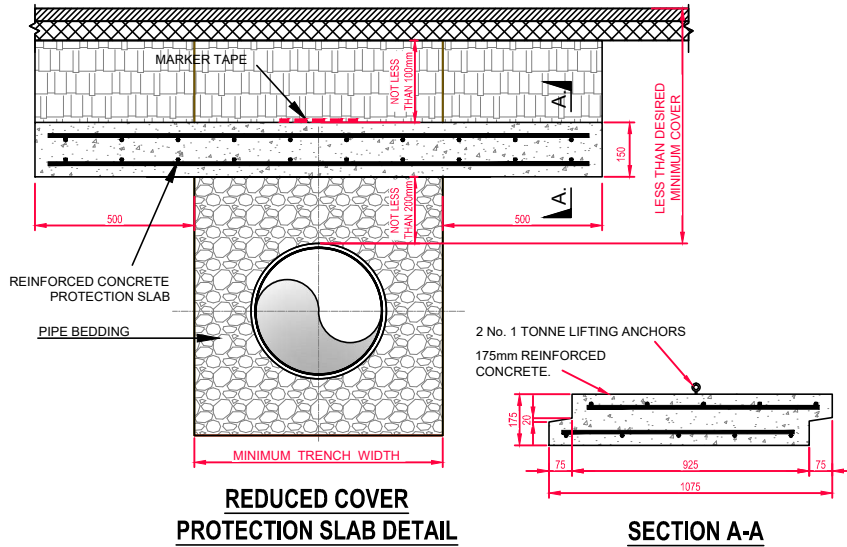 MARKER TAPE
NOT LESS
THAN 100mm
A.
LESS THAN DESIRED
MINIMUM COVER
150
500
NOT LESS
THAN 200mm
A.
500
REINFORCED CONCRETE
PROTECTION SLAB
PIPE BEDDING
MINIMUM TRENCH WIDTH
REDUCED COVER
PROTECTION SLAB DETAIL
2 No. 1 TONNE LIFTING ANCHORS
175mm REINFORCED
CONCRETE.
175
20
75
925
75
1075
SECTION A-A